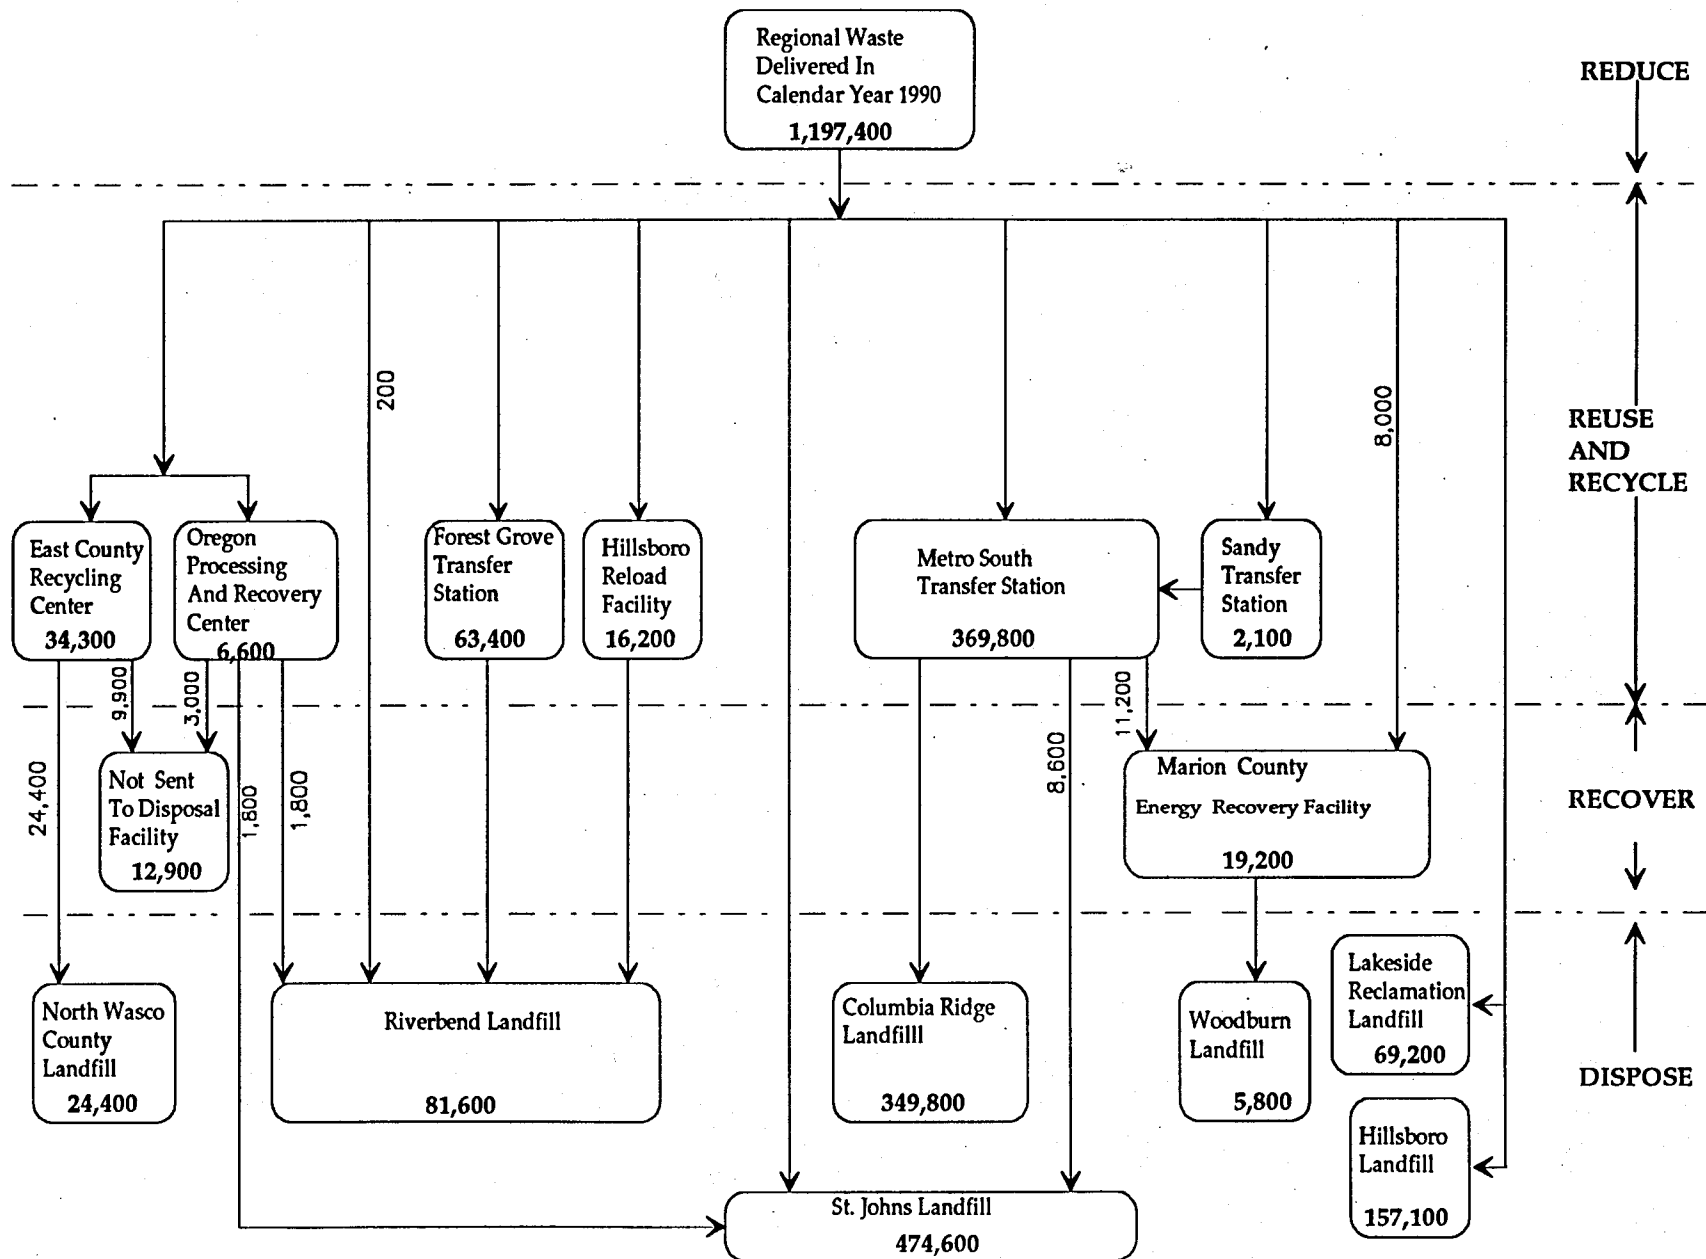 Regional Waste
Delivered In
Calendar Year 1990
1,197,400
REDUCE
200
8,000
REUSE
AND
RECYCLE
East County
Recycling
Center
34,300
Oregon
Processing
And Recovery
Center
6,600
Forest Grove
Transfer
Station
63,400
Hillsboro
Reload
Facility
16,200
Metro South
Transfer Station
369,800
Sandy
Transfer
Station
2,100
9,900
3,000
11,200
24,400
1,800
1,800
8,600
Not Sent
To Disposal
Facility
12,900
Marion County
Energy Recovery Facility
19,200
RECOVER
North Wasco
County
Landfill
24,400
Riverbend Landfill
81,600
Columbia Ridge
Landfilll
349,800
Woodburn
Landfill
5,800
Lakeside
Reclamation
Landfill
69,200
DISPOSE
Hillsboro
Landfill
157,100
St. Johns Landfill
474,600